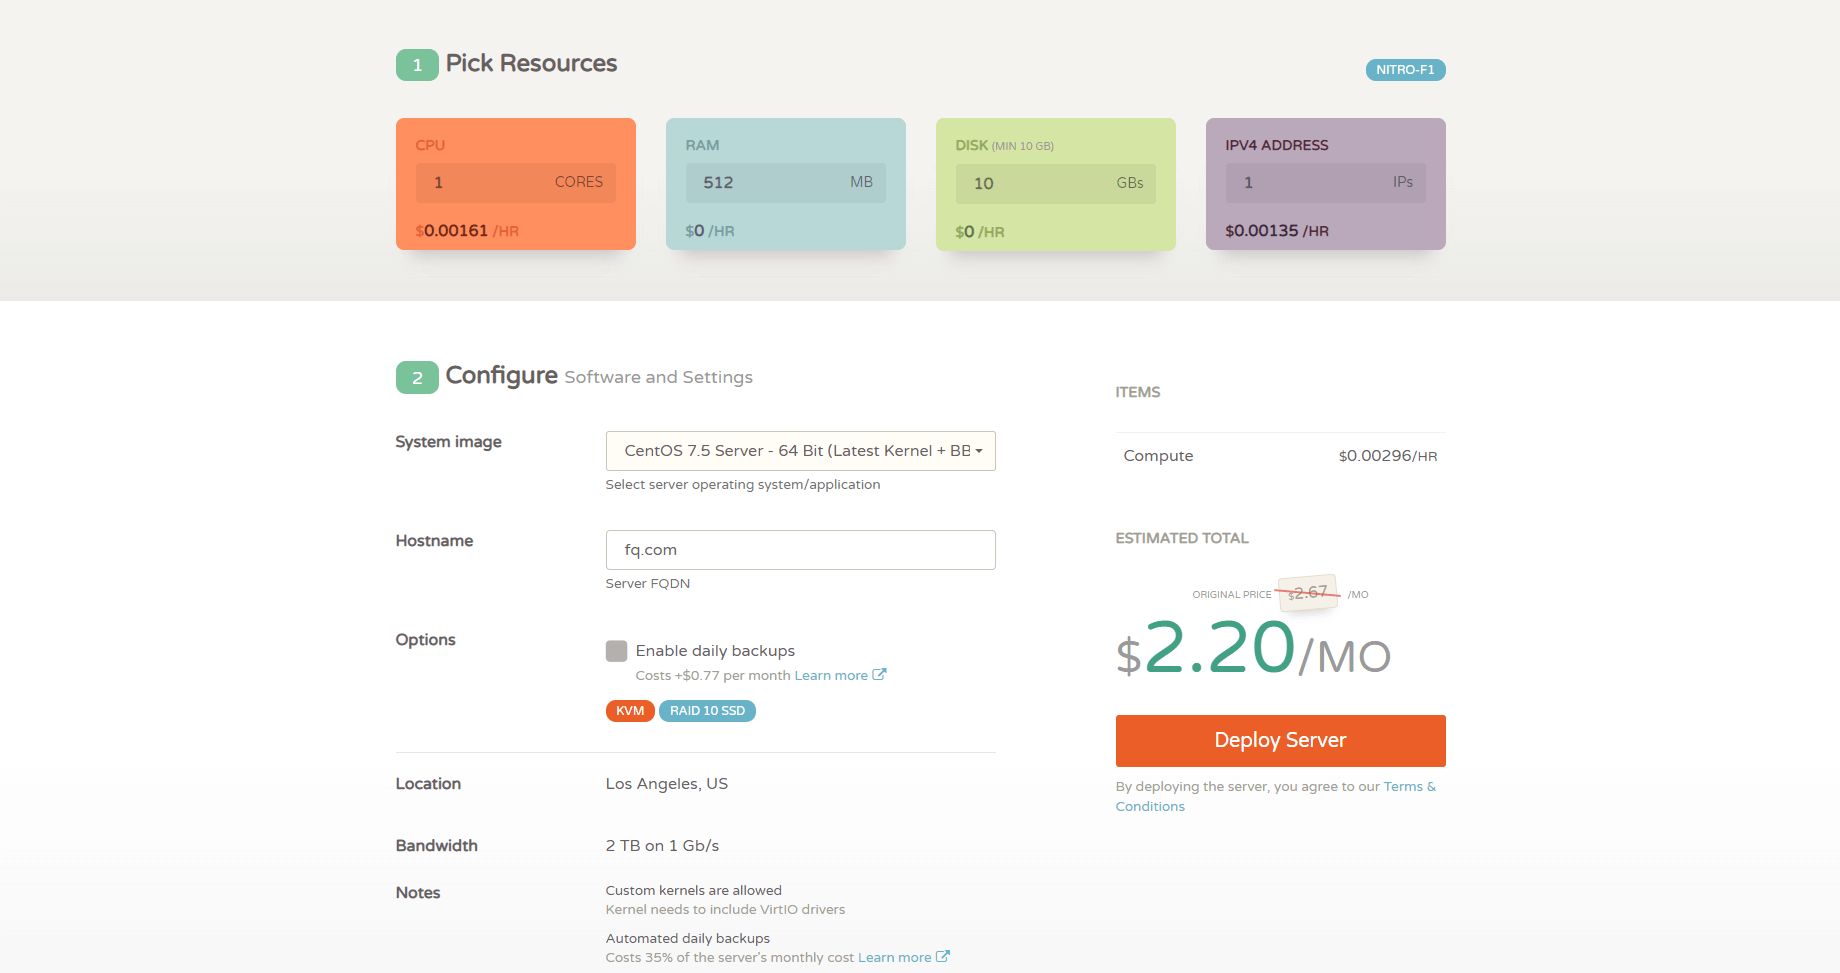 1 Pick Resources
NITRO-F1
CPU
1 CORES
$0.00161 /HR
RAM
512 MB
$0 /HR
DISK (MIN 10 GB)
10 GBs
$0 /HR
IPV4 ADDRESS
1 IPs
$0.00135 /HR
2 Configure Software and Settings
System image
CentOS 7.5 Server - 64 Bit (Latest Kernel + BB
Select server operating system/application
Hostname
fq.com
Server FQDN
Options
Enable daily backups
Costs +$0.77 per month Learn more
KVM RAID 10 SSD
Location
Los Angeles, US
Bandwidth
2 TB on 1 Gb/s
Notes
Custom kernels are allowed
Kernel needs to include VirtIO drivers
Automated daily backups
Costs 35% of the server's monthly cost Learn more
ITEMS
Compute $0.00296/HR
ESTIMATED TOTAL
ORIGINAL PRICE $2.67 /MO
$2.20/MO
Deploy Server
By deploying the server, you agree to our Terms &
Conditions